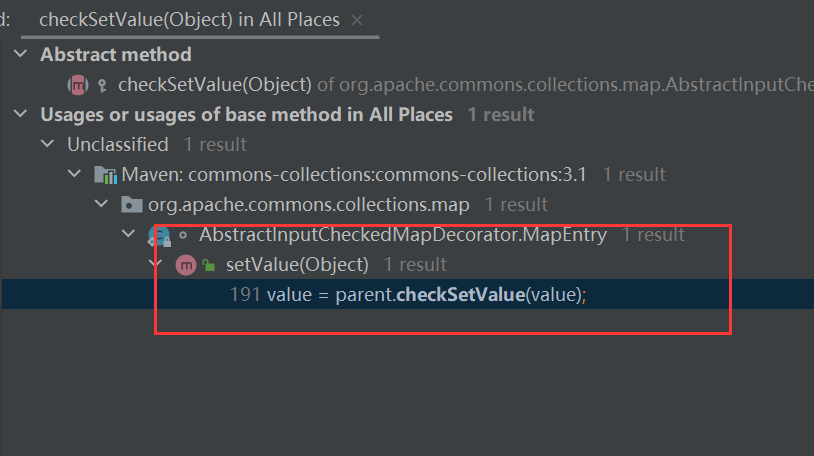 d: checkSetValue(Object) in All Places
Abstract method
checkSetValue(Object) of org.apache.commons.collections.map.AbstractInputChe
Usages or usages of base method in All Places 1 result
Unclassified 1 result
Maven: commons-collections:commons-collections:3.1 1 result
org.apache.commons.collections.map 1 result
AbstractInputCheckedMapDecorator.MapEntry 1 result
setValue(Object) 1 result
191 value = parent.checkSetValue(value);